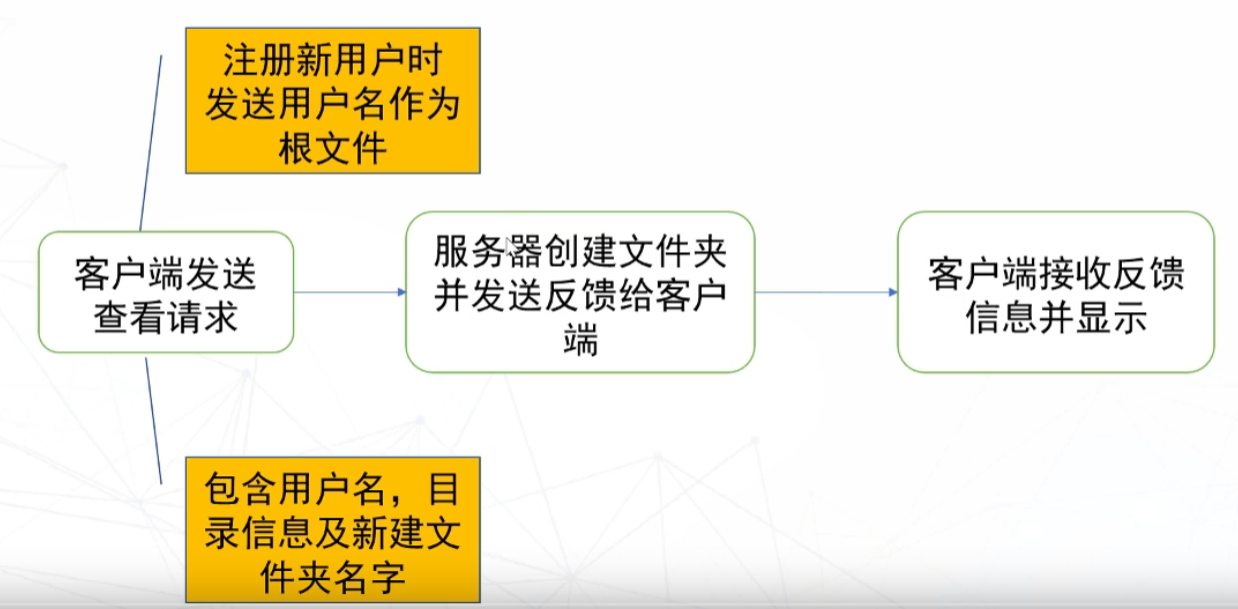 注册新用户时
发送用户名作为
根文件
客户端发送
查看请求
服务器创建文件夹
并发送反馈给客户
端
客户端接收反馈
信息并显示
包含用户名，目
录信息及新建文
件夹名字